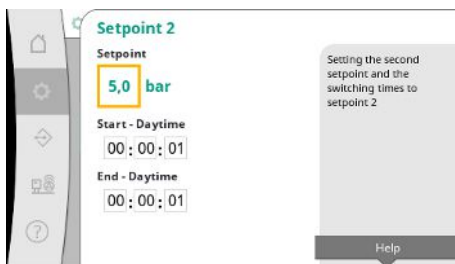 Setpoint 2
Setpoint
5,0 bar
Start - Daytime
00 : 00 : 01
End - Daytime
00 : 00 : 01
Setting the second
setpoint and the
switching times to
setpoint 2
Help
?